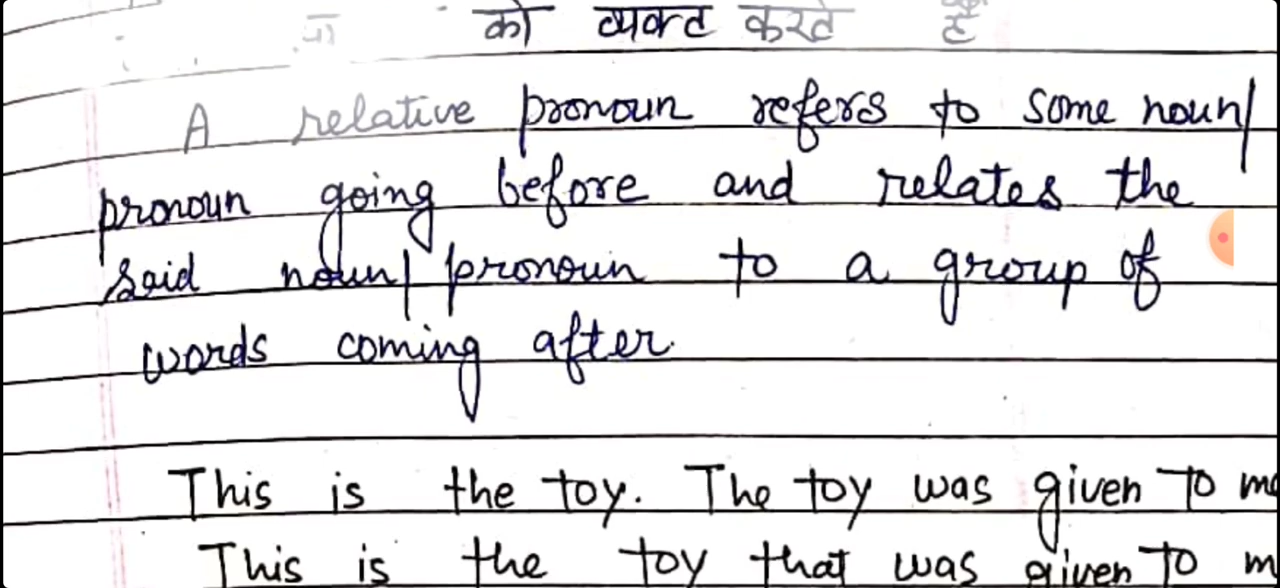 को व्यक्त करते हैं
A relative pronoun refers to some noun/
pronoun going before and relates the
said noun/pronoun to a group of
words coming after.
This is the toy. The toy was given To me
This is the toy that was given To m